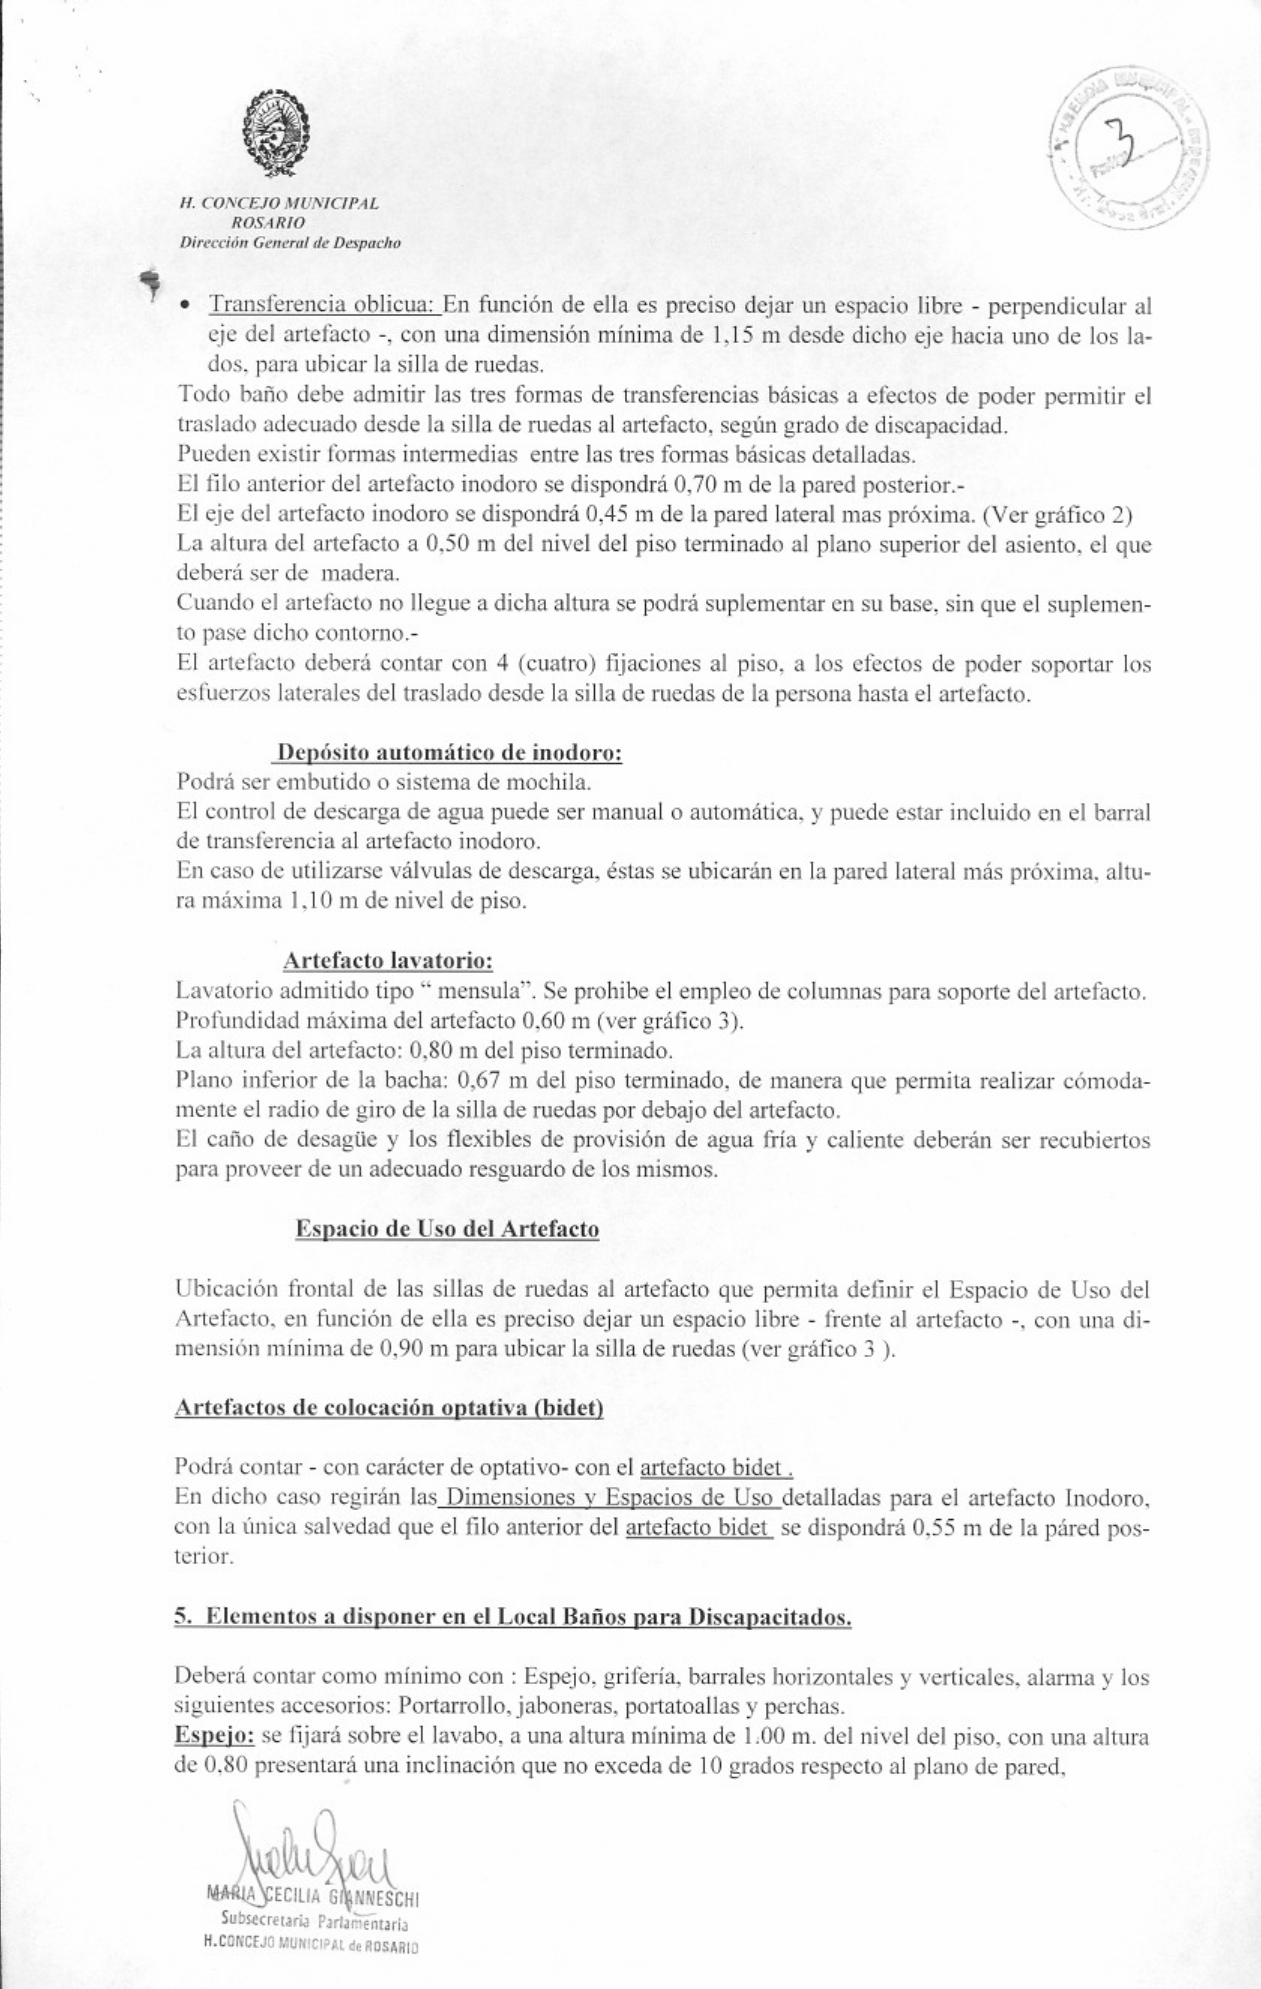 H. CONCEJO MUNICIPAL
ROSARIO
Dirección General de Despacho
3
• Transferencia oblicua: En función de ella es preciso dejar un espacio libre - perpendicular al
eje del artefacto -, con una dimensión mínima de 1,15 m desde dicho eje hacia uno de los la-
dos, para ubicar la silla de ruedas.
Todo baño debe admitir las tres formas de transferencias básicas a efectos de poder permitir el
traslado adecuado desde la silla de ruedas al artefacto, según grado de discapacidad.
Pueden existir formas intermedias entre las tres formas básicas detalladas.
El filo anterior del artefacto inodoro se dispondrá 0,70 m de la pared posterior.-
El eje del artefacto inodoro se dispondrá 0,45 m de la pared lateral mas próxima. (Ver gráfico 2)
La altura del artefacto a 0,50 m del nivel del piso terminado al plano superior del asiento, el que
deberá ser de madera.
Cuando el artefacto no llegue a dicha altura se podrá suplementar en su base, sin que el suplemen-
to pase dicho contorno.-
El artefacto deberá contar con 4 (cuatro) fijaciones al piso, a los efectos de poder soportar los
esfuerzos laterales del traslado desde la silla de ruedas de la persona hasta el artefacto.
Depósito automático de inodoro:
Podrá ser embutido o sistema de mochila.
El control de descarga de agua puede ser manual o automática, y puede estar incluido en el barral
de transferencia al artefacto inodoro.
En caso de utilizarse válvulas de descarga, éstas se ubicarán en la pared lateral más próxima, altu-
ra máxima 1,10 m de nivel de piso.
Artefacto lavatorio:
Lavatorio admitido tipo “ mensula”. Se prohibe el empleo de columnas para soporte del artefacto.
Profundidad máxima del artefacto 0,60 m (ver gráfico 3).
La altura del artefacto: 0,80 m del piso terminado.
Plano inferior de la bacha: 0,67 m del piso terminado, de manera que permita realizar cómoda-
mente el radio de giro de la silla de ruedas por debajo del artefacto.
El caño de desagüe y los flexibles de provisión de agua fría y caliente deberán ser recubiertos
para proveer de un adecuado resguardo de los mismos.
Espacio de Uso del Artefacto
Ubicación frontal de las sillas de ruedas al artefacto que permita definir el Espacio de Uso del
Artefacto, en función de ella es preciso dejar un espacio libre - frente al artefacto -, con una di-
mensión mínima de 0,90 m para ubicar la silla de ruedas (ver gráfico 3 ).
Artefactos de colocación optativa (bidet)
Podrá contar - con carácter de optativo- con el artefacto bidet .
En dicho caso regirán las Dimensiones y Espacios de Uso detalladas para el artefacto Inodoro,
con la única salvedad que el filo anterior del artefacto bidet se dispondrá 0,55 m de la páred pos-
terior.
5. Elementos a disponer en el Local Baños para Discapacitados.
Deberá contar como mínimo con : Espejo, grifería, barrales horizontales y verticales, alarma y los
siguientes accesorios: Portarrollo, jaboneras, portatoallas y perchas.
Espejo: se fijará sobre el lavabo, a una altura mínima de 1.00 m. del nivel del piso, con una altura
de 0,80 presentará una inclinación que no exceda de 10 grados respecto al plano de pared,
MARIA CECILIA GIANNESCHI
Subsecretaria Parlamentaria
H.CONCEJO MUNICIPAL de ROSARIO